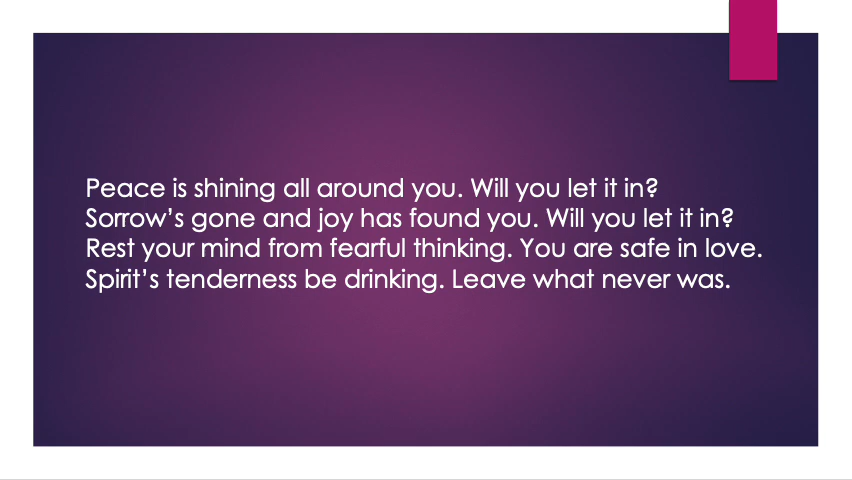 Peace is shining all around you. Will you let it in?
Sorrow’s gone and joy has found you. Will you let it in?
Rest your mind from fearful thinking. You are safe in love.
Spirit’s tenderness be drinking. Leave what never was.